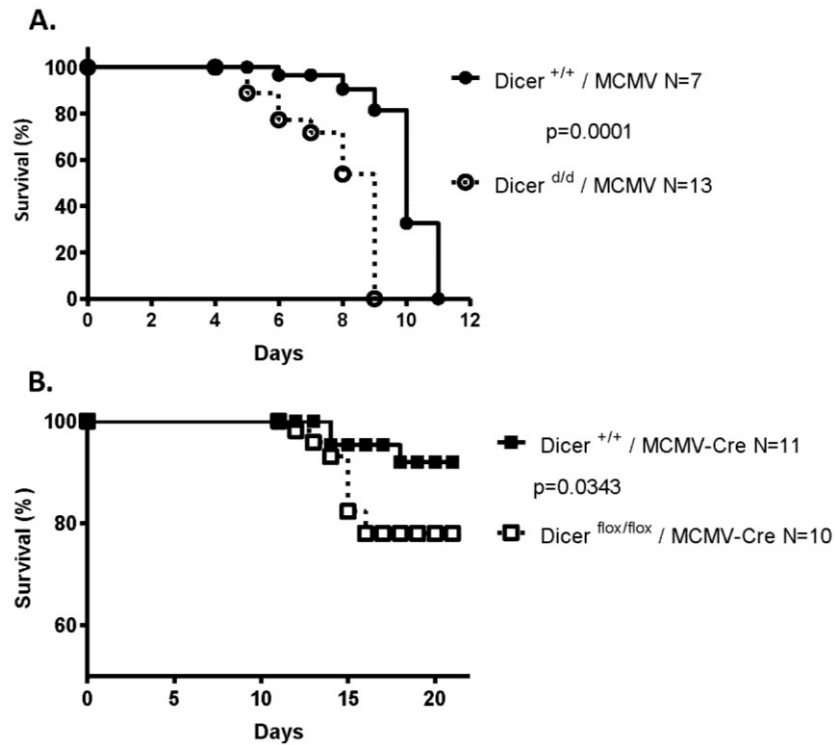 A.
Survival (%)
100
80
60
40
20
0
0 2 4 6 8 10 12
Days
Dicer +/+ / MCMV N=7
p=0.0001
Dicer d/d / MCMV N=13
B.
Survival (%)
100
80
60
0 5 10 15 20
Days
Dicer +/+ / MCMV-Cre N=11
p=0.0343
Dicer flox/flox / MCMV-Cre N=10